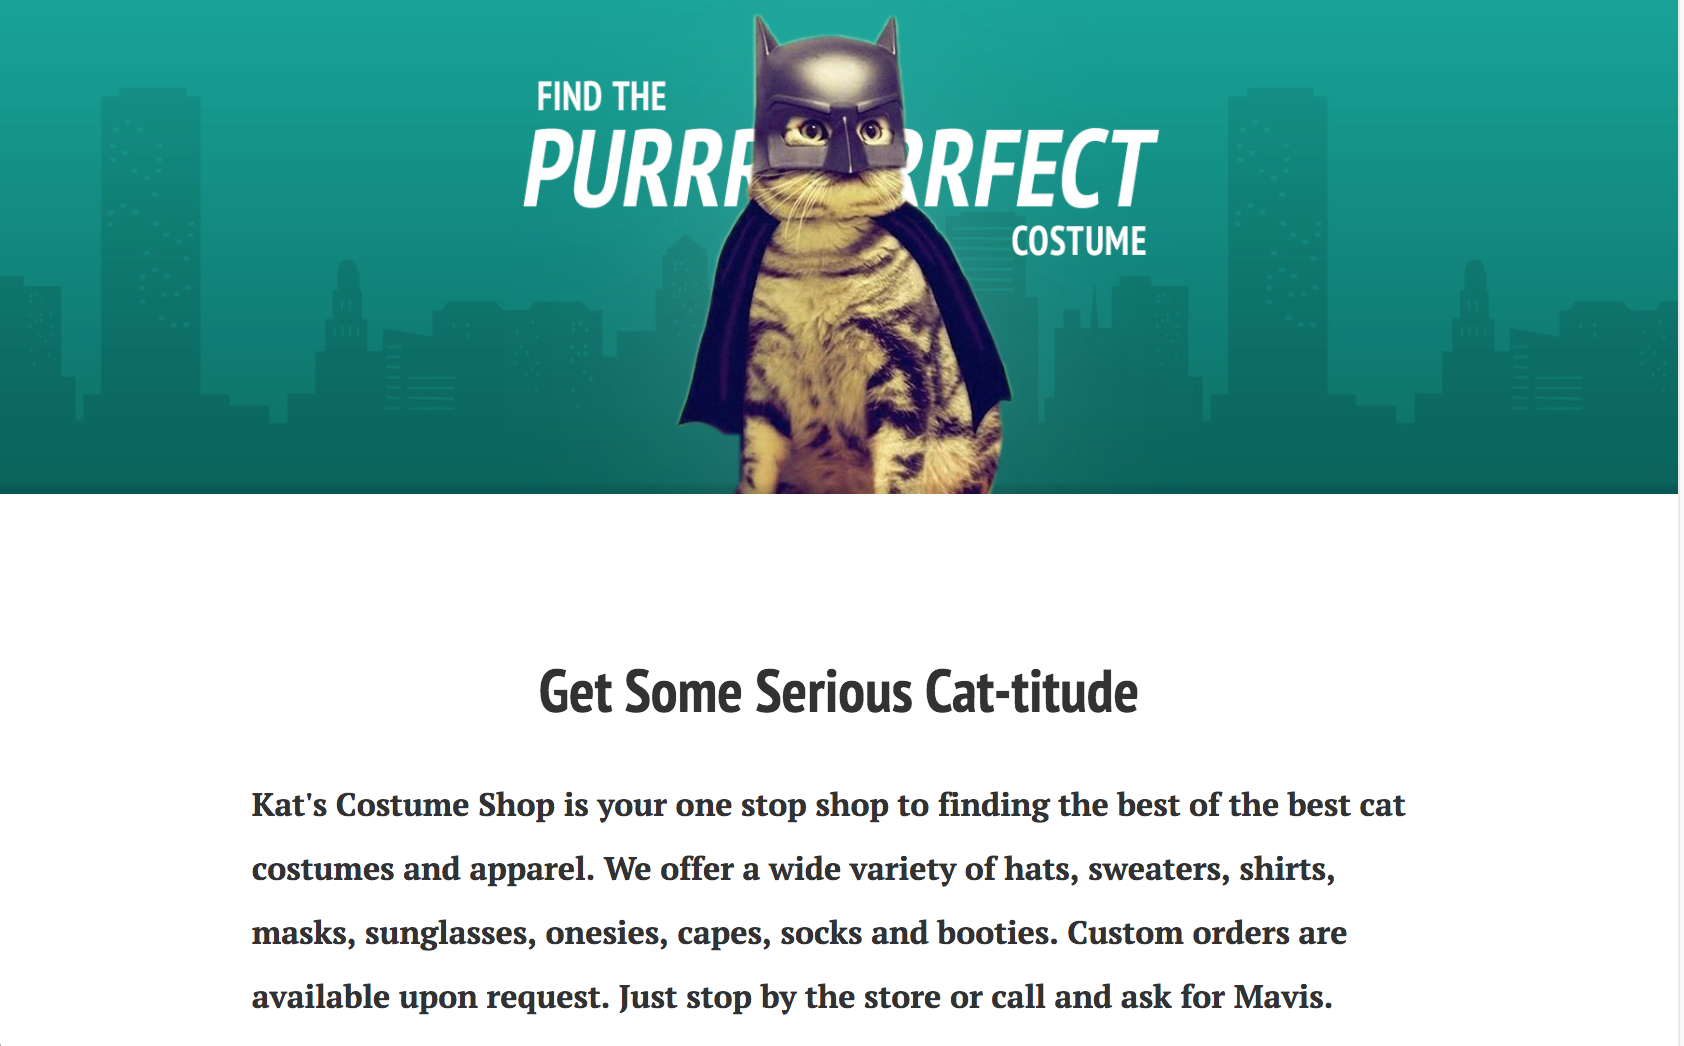 FIND THE
PURRRRRFECT
COSTUME
Get Some Serious Cat-titude
Kat's Costume Shop is your one stop shop to finding the best of the best cat
costumes and apparel. We offer a wide variety of hats, sweaters, shirts,
masks, sunglasses, onesies, capes, socks and booties. Custom orders are
available upon request. Just stop by the store or call and ask for Mavis.